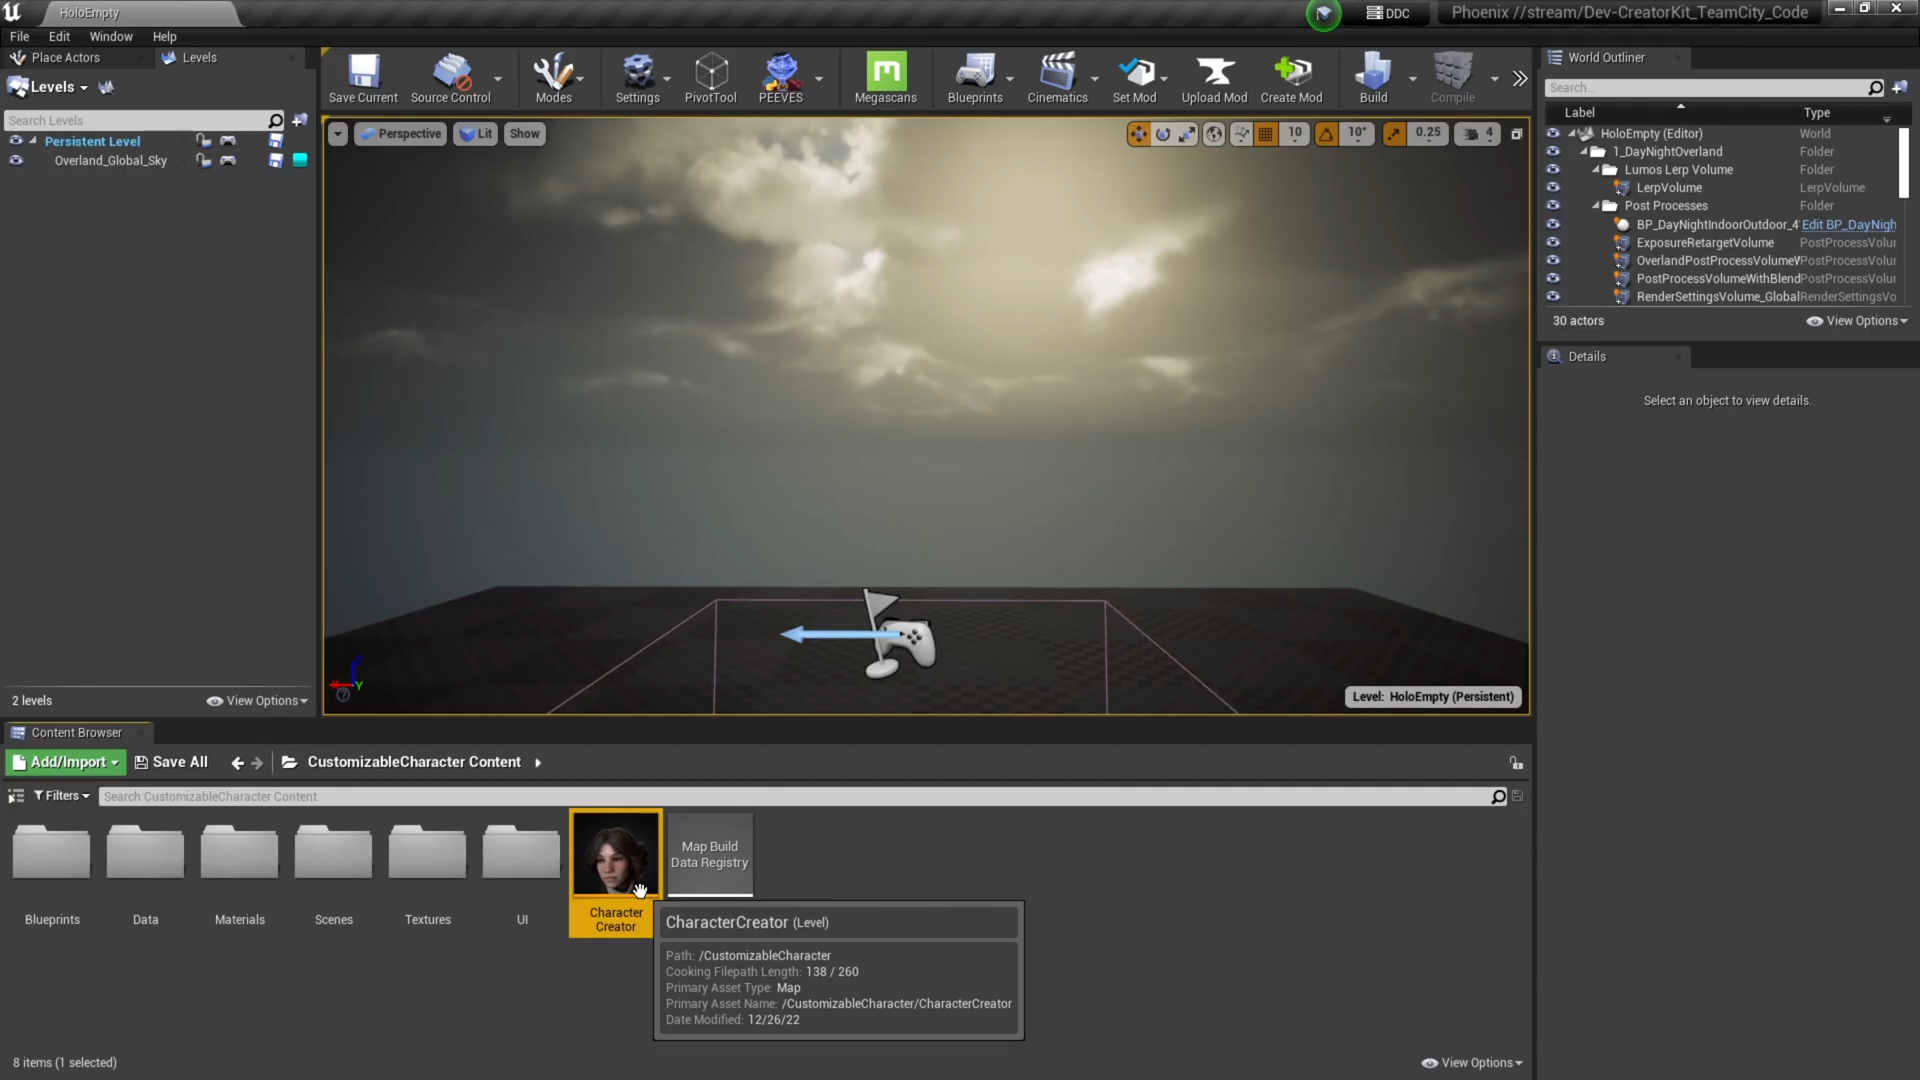 HoloEmpty
DDC
Phoenix //stream/Dev-CreatorKit_TeamCity_Code
File Edit Window Help
Place Actors
Levels
Levels
Search Levels
Persistent Level
Overland_Global_Sky
2 levels
View Options
Save Current
Source Control
Modes
Settings
PivotTool
PEEVES
Megascans
Blueprints
Cinematics
Set Mod
Upload Mod
Create Mod
Build
Compile
Perspective
Lit
Show
10
10°
0.25
4
Level: HoloEmpty (Persistent)
World Outliner
Search...
Label Type
HoloEmpty (Editor) World
1_DayNightOverland Folder
Lumos Lerp Volume Folder
LerpVolume LerpVolume
Post Processes Folder
BP_DayNightIndoorOutdoor_4 Edit BP_DayNigh
ExposureRetargetVolume PostProcessVolu
OverlandPostProcessVolume PostProcessVolu
PostProcessVolumeWithBlend PostProcessVolu
RenderSettingsVolume_Global RenderSettingsVo
30 actors
View Options
Details
Select an object to view details.
Content Browser
Add/Import
Save All
CustomizableCharacter Content
Filters
Search CustomizableCharacter Content
Map Build
Data Registry
Blueprints
Data
Materials
Scenes
Textures
UI
Character
Creator
CharacterCreator (Level)
Path: /CustomizableCharacter
Cooking Filepath Length: 138 / 260
Primary Asset Type: Map
Primary Asset Name: /CustomizableCharacter/CharacterCreator
Date Modified: 12/26/22
8 items (1 selected)
View Options